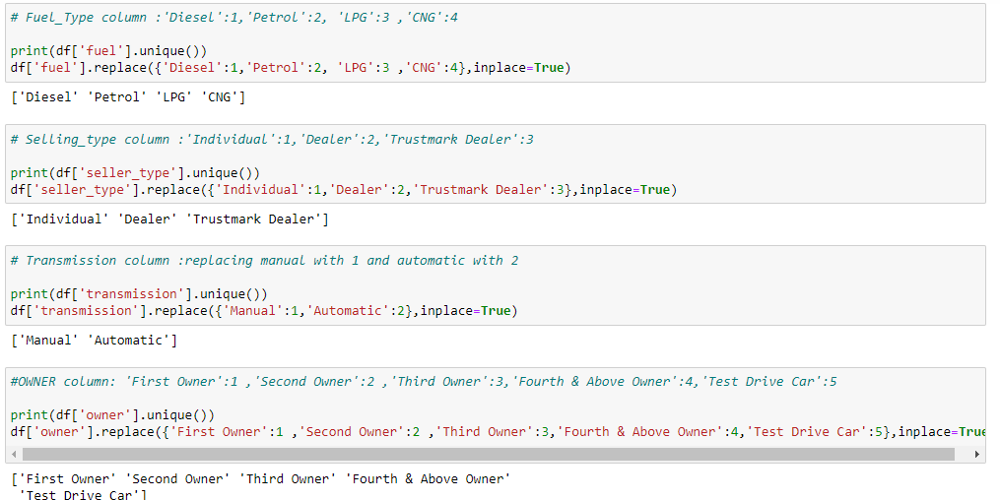 # Fuel_Type column :'Diesel':1,'Petrol':2, 'LPG':3 ,'CNG':4
print(df['fuel'].unique())
df['fuel'].replace({'Diesel':1,'Petrol':2, 'LPG':3 ,'CNG':4},inplace=True)
['Diesel' 'Petrol' 'LPG' 'CNG']
# Selling_type column :'Individual':1,'Dealer':2,'Trustmark Dealer':3
print(df['seller_type'].unique())
df['seller_type'].replace({'Individual':1,'Dealer':2,'Trustmark Dealer':3},inplace=True)
['Individual' 'Dealer' 'Trustmark Dealer']
# Transmission column :replacing manual with 1 and automatic with 2
print(df['transmission'].unique())
df['transmission'].replace({'Manual':1,'Automatic':2},inplace=True)
['Manual' 'Automatic']
#OWNER column: 'First Owner':1 ,'Second Owner':2 ,'Third Owner':3,'Fourth & Above Owner':4,'Test Drive Car':5
print(df['owner'].unique())
df['owner'].replace({'First Owner':1 ,'Second Owner':2 ,'Third Owner':3,'Fourth & Above Owner':4,'Test Drive Car':5},inplace=True
['First Owner' 'Second Owner' 'Third Owner' 'Fourth & Above Owner'
'Test Drive Car']